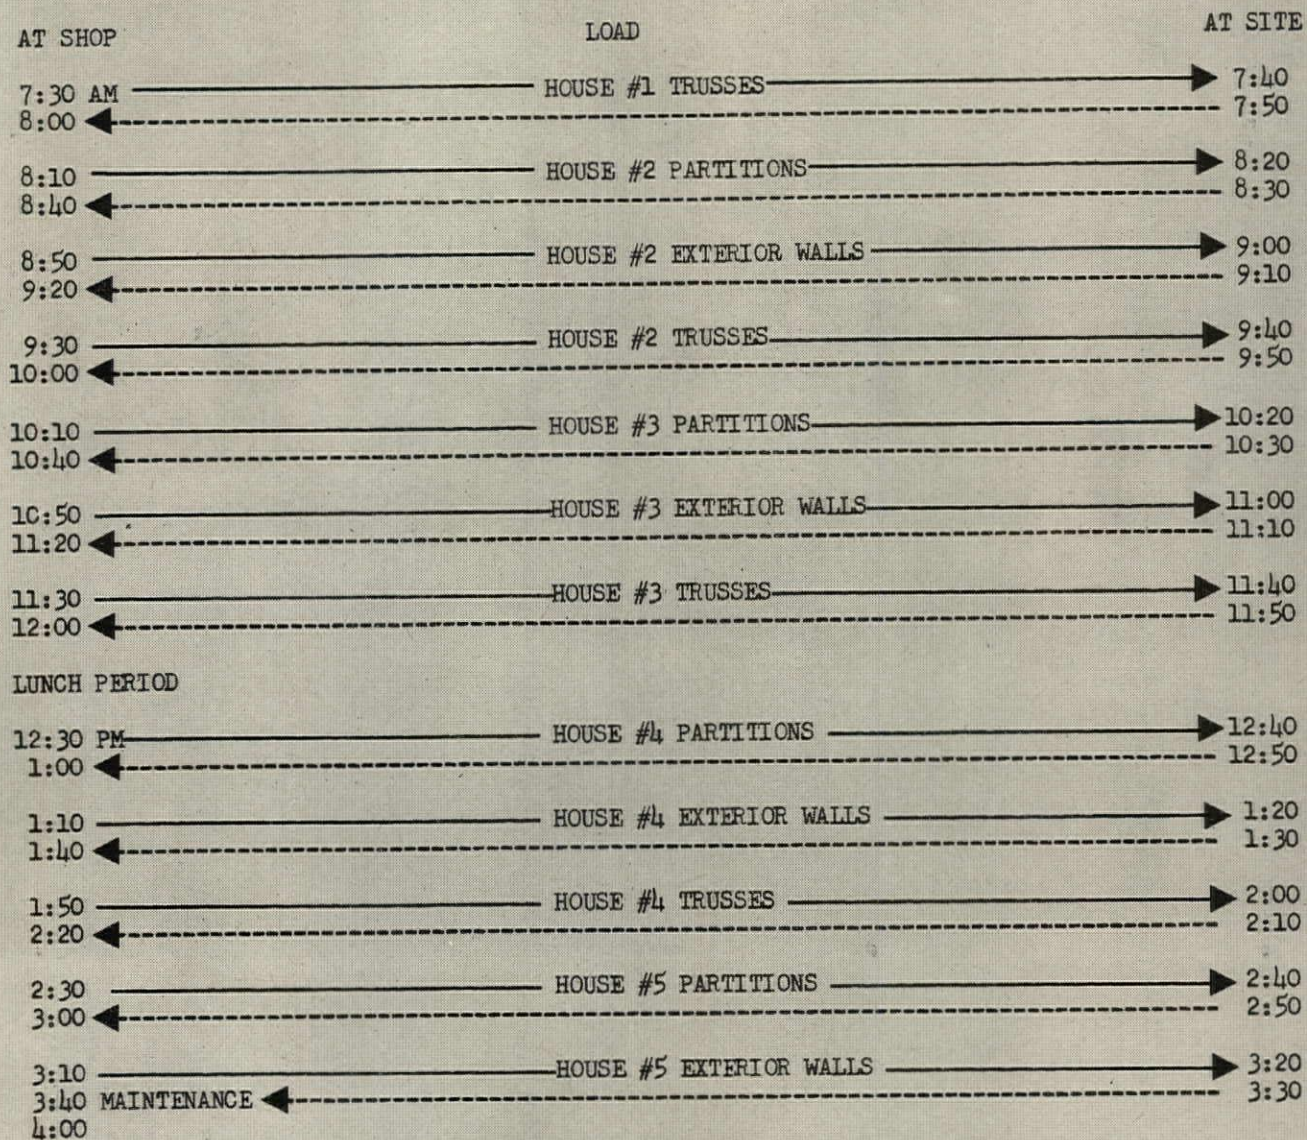 AT SHOP LOAD AT SITE
7:30 AM HOUSE #1 TRUSSES 7:40
8:00 7:50
8:10 HOUSE #2 PARTITIONS 8:20
8:40 8:30
8:50 HOUSE #2 EXTERIOR WALLS 9:00
9:20 9:10
9:30 HOUSE #2 TRUSSES 9:40
10:00 9:50
10:10 HOUSE #3 PARTITIONS 10:20
10:40 10:30
10:50 HOUSE #3 EXTERIOR WALLS 11:00
11:20 11:10
11:30 HOUSE #3 TRUSSES 11:40
12:00 11:50
LUNCH PERIOD
12:30 PM HOUSE #4 PARTITIONS 12:40
1:00 12:50
1:10 HOUSE #4 EXTERIOR WALLS 1:20
1:40 1:30
1:50 HOUSE #4 TRUSSES 2:00
2:20 2:10
2:30 HOUSE #5 PARTITIONS 2:40
3:00 2:50
3:10 HOUSE #5 EXTERIOR WALLS 3:20
3:40 MAINTENANCE 3:30
4:00